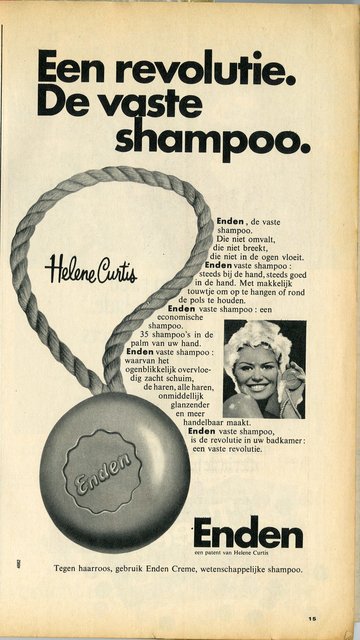 Een revolutie.
De vaste
shampoo.
Helene Curtis
Enden, de vaste
shampoo.
Die niet omvalt,
die niet breekt,
die niet in de ogen vloeit.
Enden vaste shampoo :
steeds bij de hand, steeds goed
in de hand. Met makkelijk
touwtje om op te hangen of rond
de pols te houden.
Enden vaste shampoo : een
economische
shampoo.
35 shampoo's in de
palm van uw hand.
Enden vaste shampoo :
waarvan het
ogenblikkelijk overvloe-
dig zacht schuim,
de haren, alle haren,
onmiddellijk
glanzender
en meer
handelbaar maakt.
Enden vaste shampoo,
is de revolutie in uw badkamer :
een vaste revolutie.
Enden
Enden
een patent van Helene Curtis
Tegen haarroos, gebruik Enden Creme, wetenschappelijke shampoo.
15